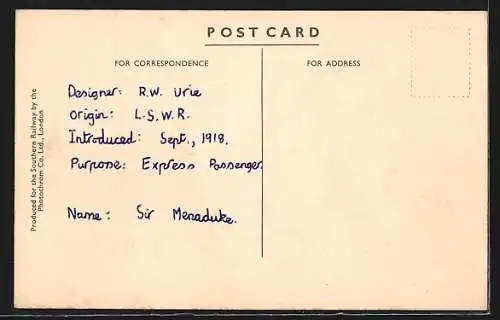 POST CARD
FOR CORRESPONDENCE
FOR ADDRESS
Designer: R.W. Urie
Origin: L.S.W.R.
Introduced: Sept., 1918.
Purpose: Express Passenger.
Name: Sir Menaduke.
Produced for the Southern Railway by the
Photochrom Co. Ltd., London